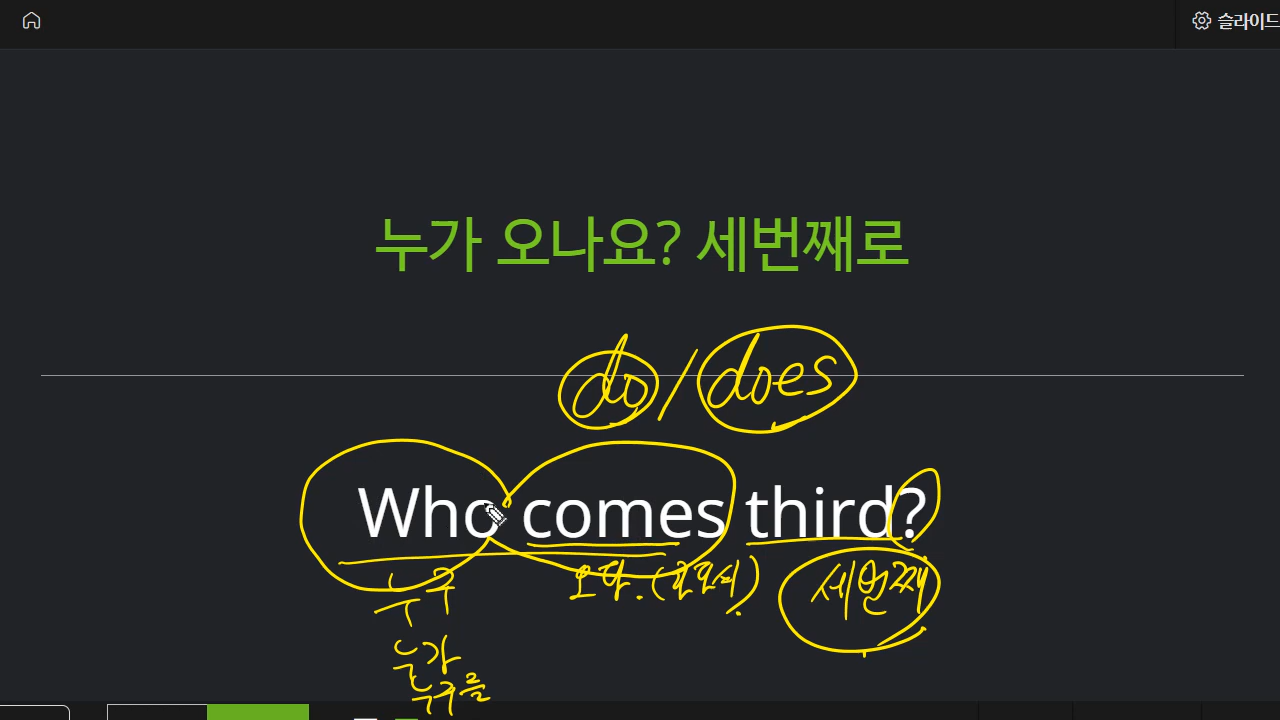 슬라이드
누가 오나요? 세번째로
do/does
Who comes third?
누구 오다. 세번째
누가
누구를